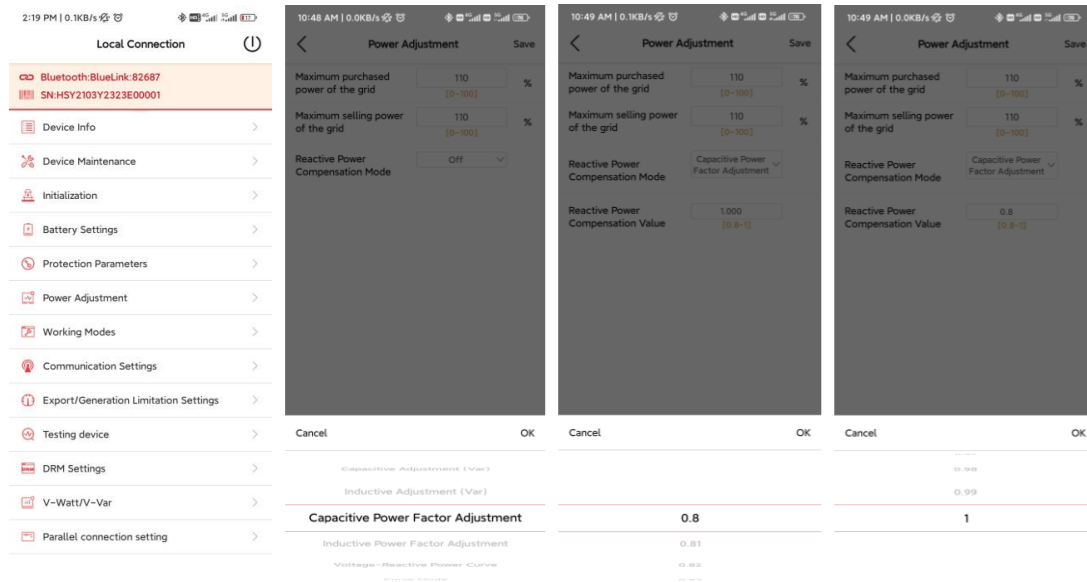 2:19 PM | 0.1KB/s
Local Connection
Bluetooth:BlueLink:82687
SN:HSY2103Y2323E00001
Device Info
Device Maintenance
Initialization
Battery Settings
Protection Parameters
Power Adjustment
Working Modes
Communication Settings
Export/Generation Limitation Settings
Testing device
DRM Settings
V-Watt/V-Var
Parallel connection setting
10:48 AM | 0.0KB/s
Power Adjustment
Save
Maximum purchased
power of the grid
110
[0~100]
%
Maximum selling power
of the grid
110
[0~100]
%
Reactive Power
Compensation Mode
Off
Cancel
OK
Capacitive Adjustment (Var)
Inductive Adjustment (Var)
Capacitive Power Factor Adjustment
Inductive Power Factor Adjustment
Voltage-Reactive Power Curve
10:49 AM | 0.1KB/s
Power Adjustment
Save
Maximum purchased
power of the grid
110
[0~100]
%
Maximum selling power
of the grid
110
[0~100]
%
Reactive Power
Compensation Mode
Capacitive Power
Factor Adjustment
Reactive Power
Compensation Value
1.000
[0.8~1]
Cancel
OK
0.8
0.81
0.82
10:49 AM | 0.0KB/s
Power Adjustment
Save
Maximum purchased
power of the grid
110
[0~100]
%
Maximum selling power
of the grid
110
[0~100]
%
Reactive Power
Compensation Mode
Capacitive Power
Factor Adjustment
Reactive Power
Compensation Value
0.8
[0.8~1]
Cancel
OK
0.98
0.99
1